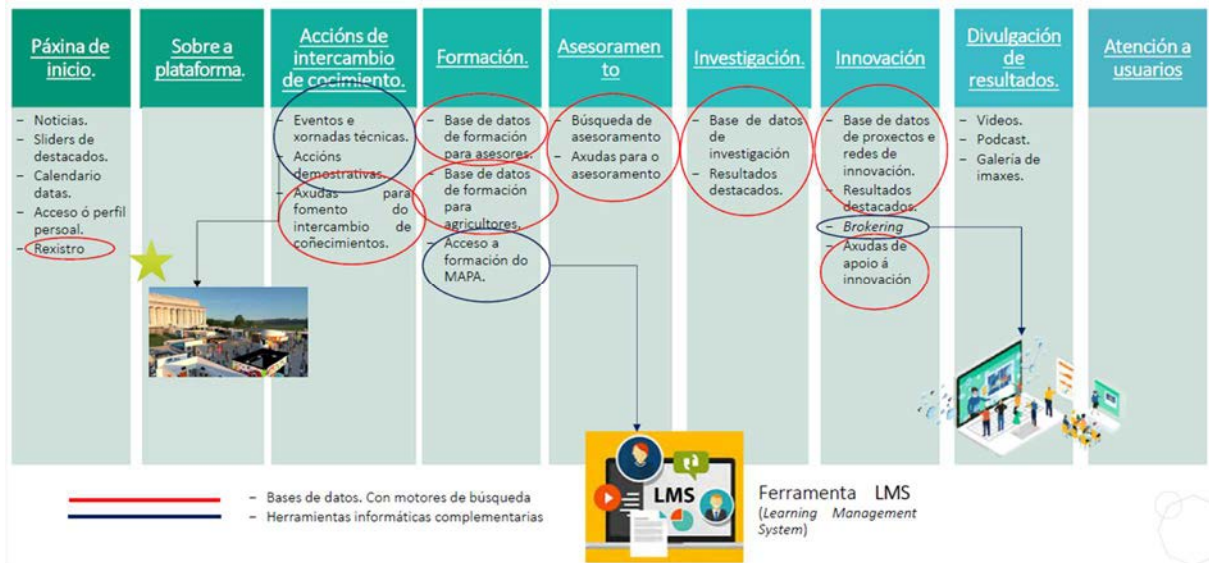 Páxina de
inicio.
Sobre a
plataforma.
Accións de
intercambio
de cocimiento.
Formación.
Asesoramen
to
Investigación.
Innovación
Divulgación
de
resultados.
Atención a
usuarios
– Noticias.
– Sliders de
destacados.
– Calendario
datas.
– Acceso ó perfil
persoal.
– Rexistro
– Eventos e
xornadas técnicas.
– Accións
demostrativas.
– Axudas para
fomento do
intercambio de
coñecimientos.
– Base de datos
de formación
para asesores.
– Base de datos
de formación
para
agricultores.
– Acceso a
formación do
MAPA.
– Búsqueda de
asesoramento
– Axudas para o
asesoramento
– Base de datos
de
investigación
– Resultados
destacados.
– Base de datos
de proxectos e
redes de
innovación.
– Resultados
destacados.
– Brokering
– Axudas de
apoio á
innovación
– Videos.
– Podcast.
– Galería de
imaxes.
– Bases de datos. Con motores de búsqueda
– Herramientas informáticas complementarias
LMS
Ferramenta LMS
(Learning Management
System)